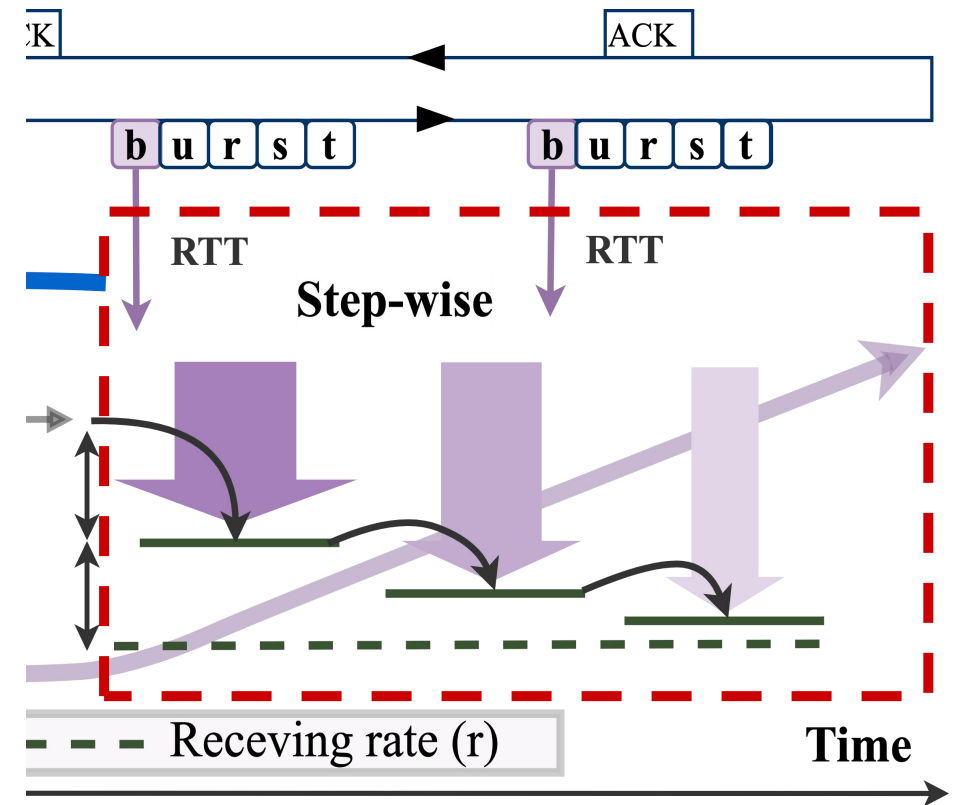 CK
ACK
b u r s t
b u r s t
RTT
RTT
Step-wise
Receving rate (r)
Time